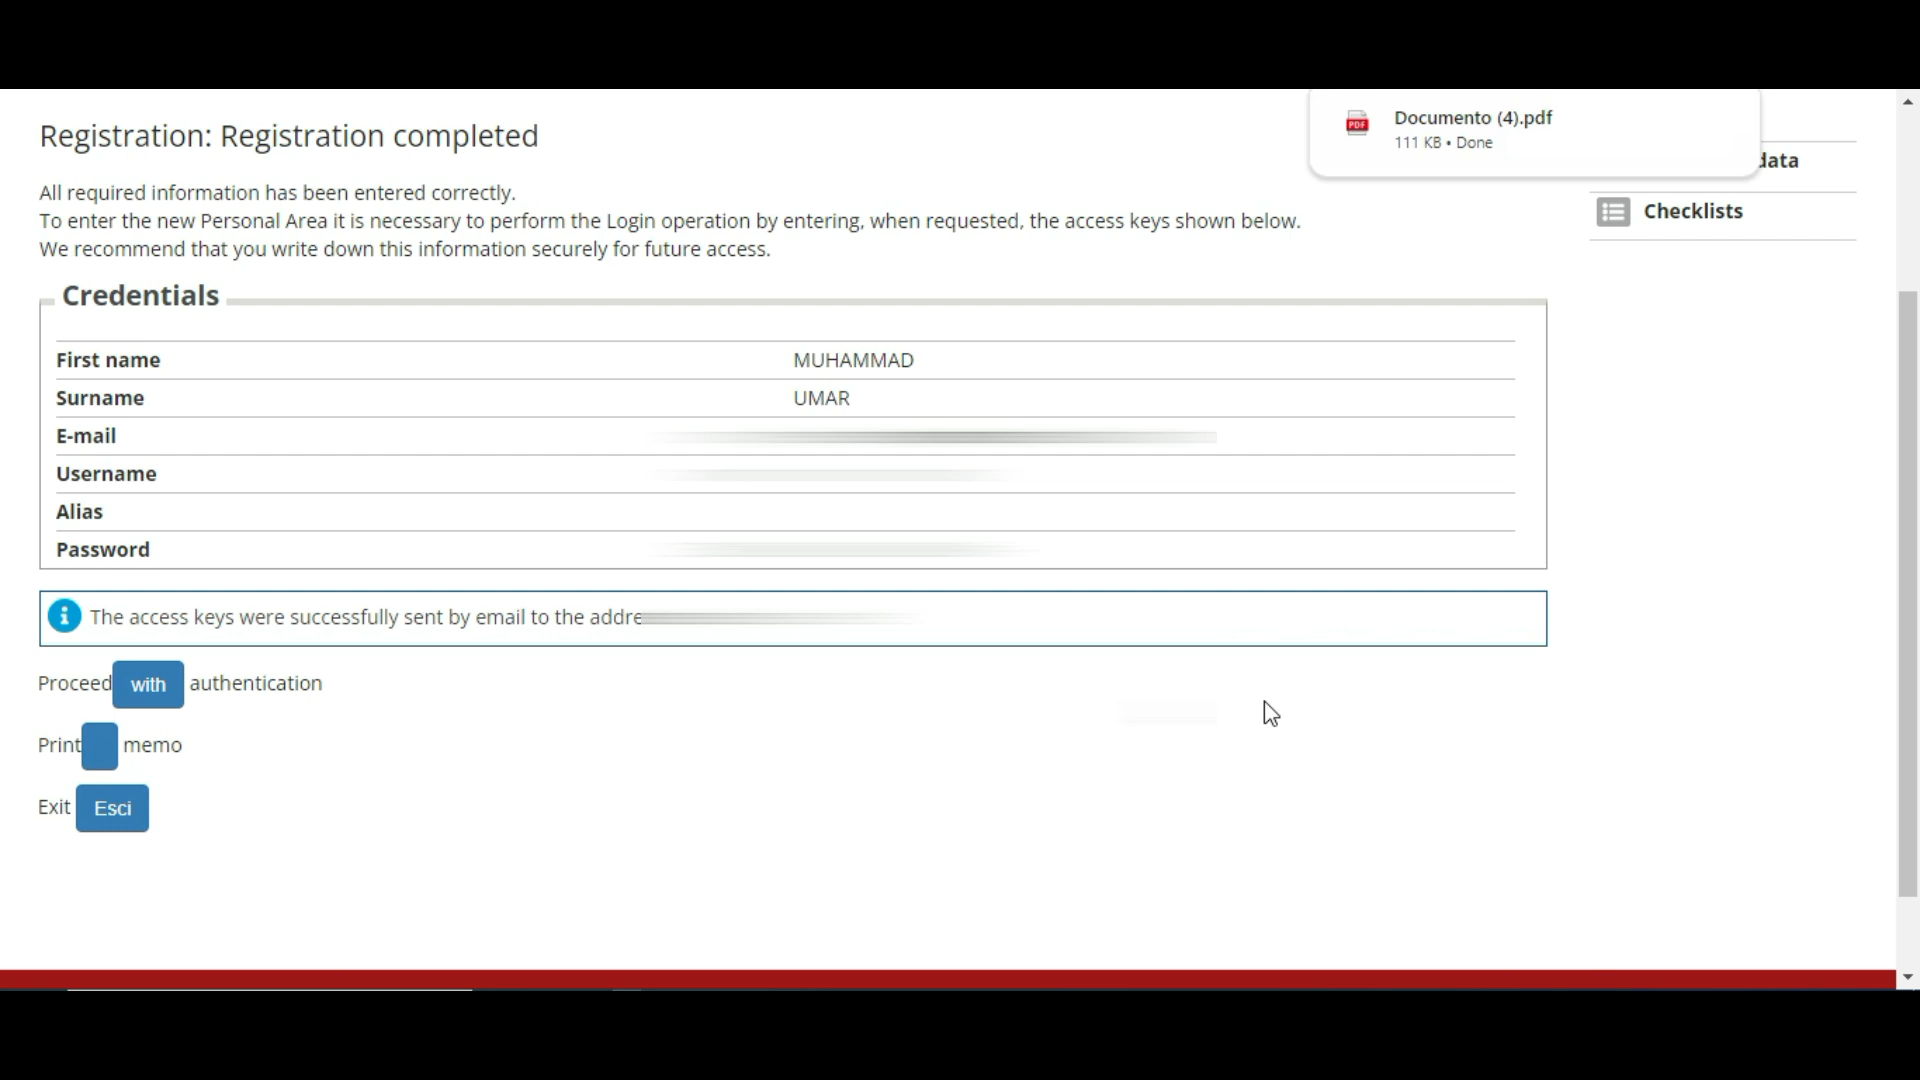 Registration: Registration completed
Documento (4).pdf
111 KB • Done
data
Checklists
All required information has been entered correctly.
To enter the new Personal Area it is necessary to perform the Login operation by entering, when requested, the access keys shown below.
We recommend that you write down this information securely for future access.
Credentials
First name MUHAMMAD
Surname UMAR
E-mail
Username
Alias
Password
The access keys were successfully sent by email to the addre
Proceed with authentication
Print memo
Exit Esci
PDF